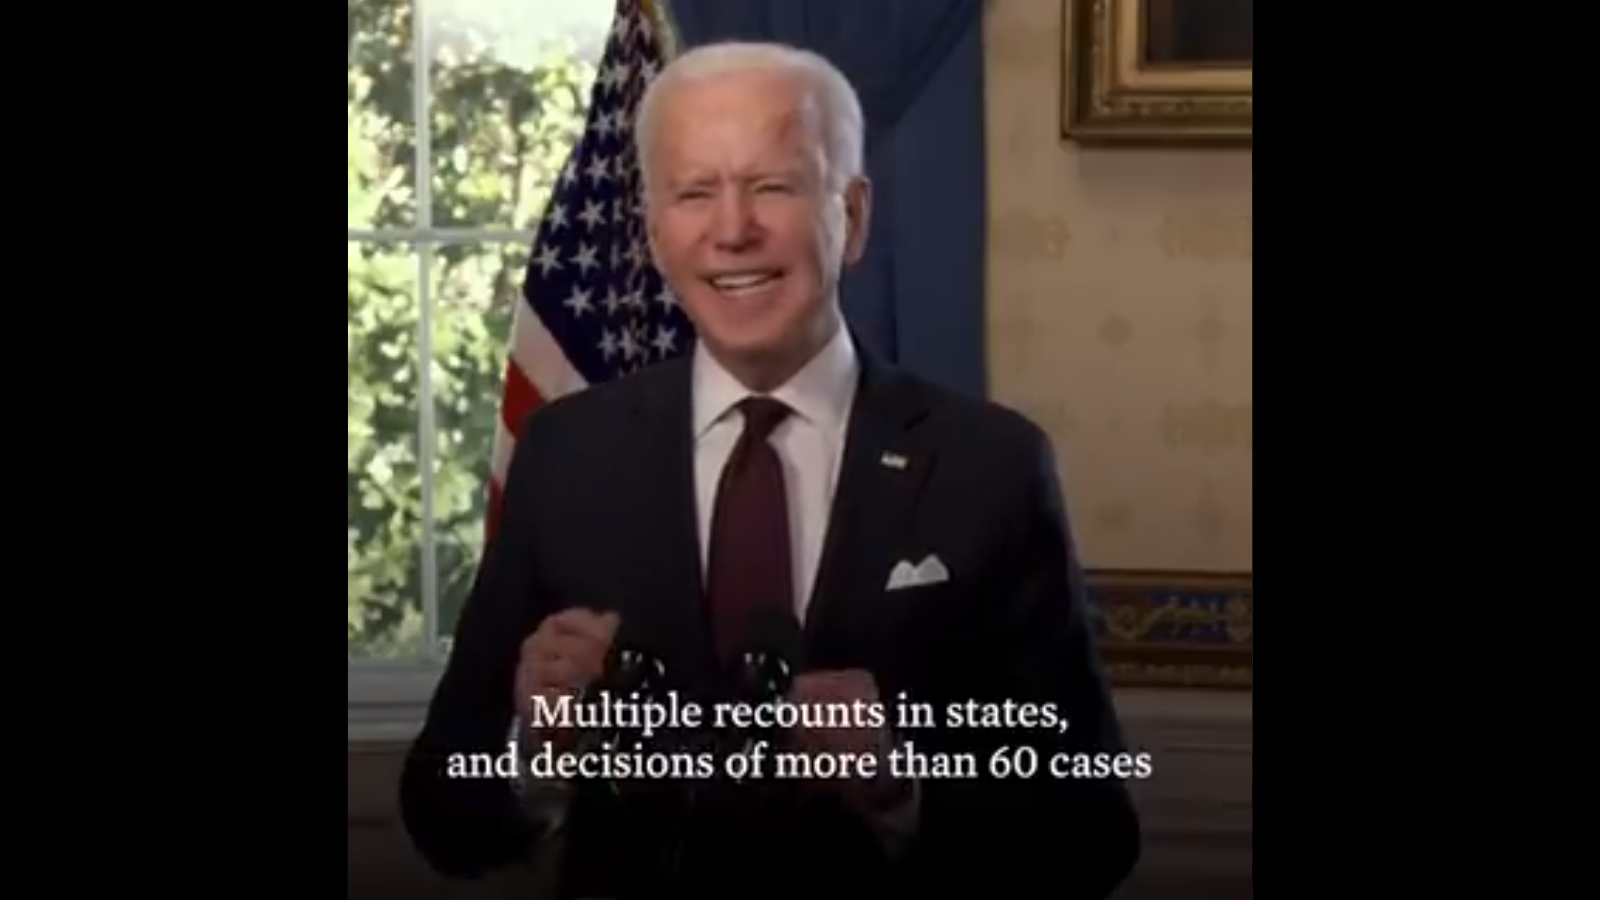 Multiple recounts in states,
and decisions of more than 60 cases